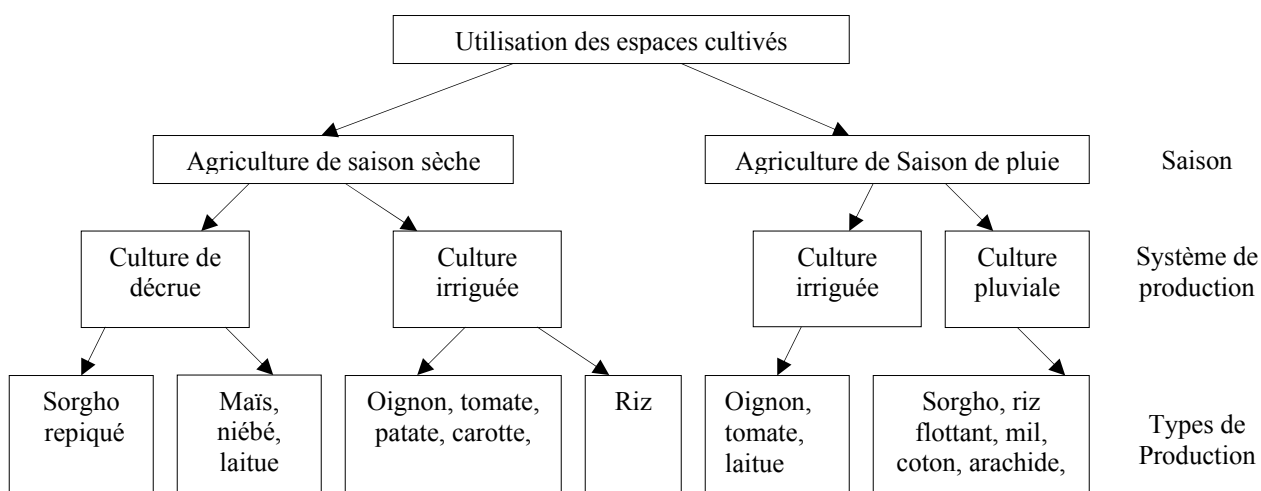 Utilisation des espaces cultivés
Agriculture de saison sèche
Agriculture de Saison de pluie
Saison
Culture de
décrue
Culture
irriguée
Culture
irriguée
Culture
pluviale
Système de
production
Sorgho
repiqué
Maïs,
niébé,
laitue
Oignon, tomate,
patate, carotte,
Riz
Oignon,
tomate,
laitue
Sorgho, riz
flottant, mil,
coton, arachide,
Types de
Production